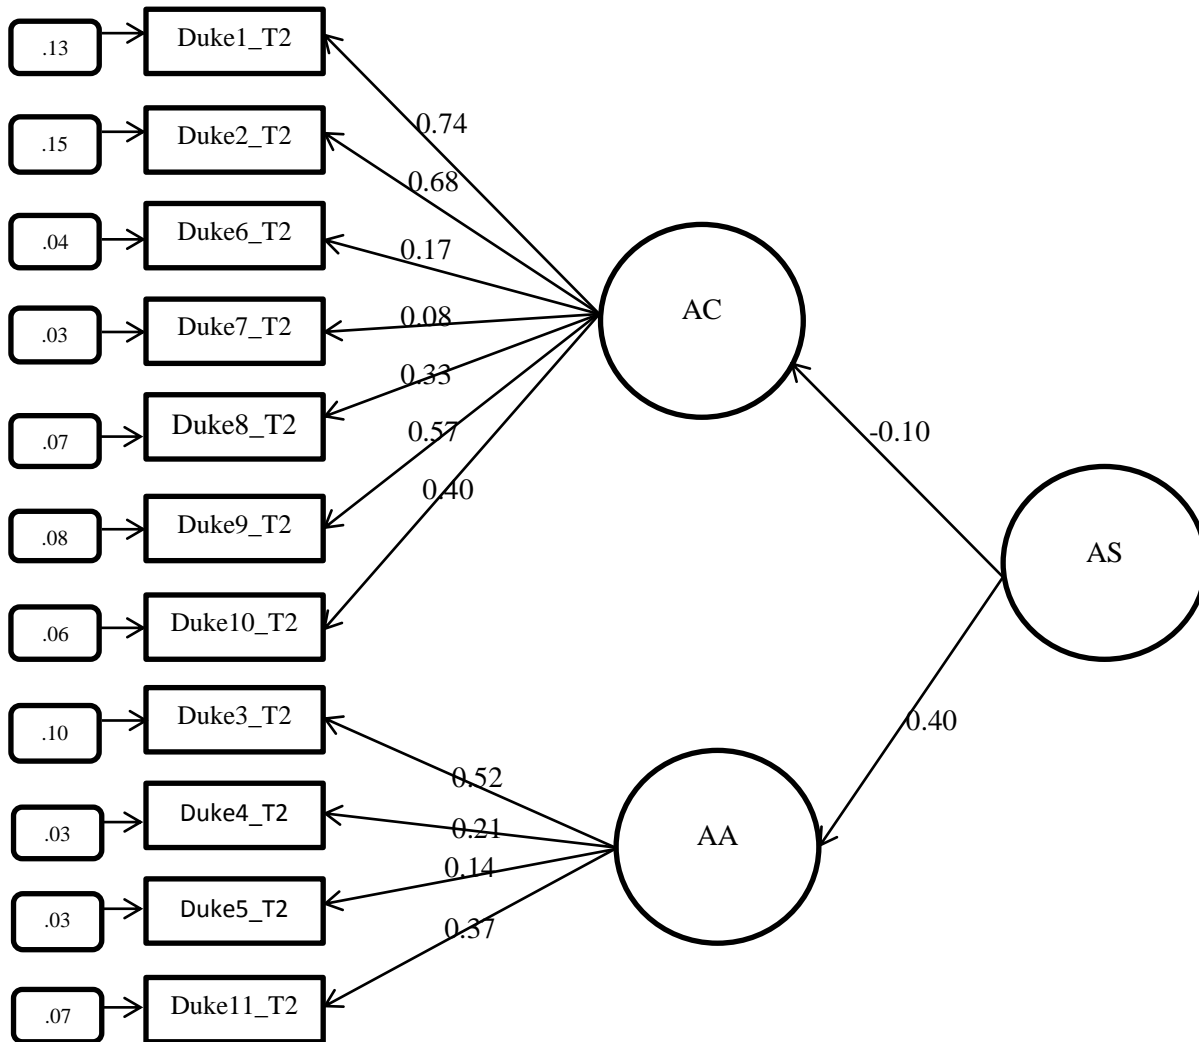 .13
Duke1_T2
0.74
.15
Duke2_T2
0.68
.04
Duke6_T2
0.17
.03
Duke7_T2
0.08
.07
Duke8_T2
0.33
.08
Duke9_T2
0.57
.06
Duke10_T2
0.40
AC
-0.10
AS
0.40
.10
Duke3_T2
0.52
.03
Duke4_T2
0.21
.03
Duke5_T2
0.14
.07
Duke11_T2
0.37
AA